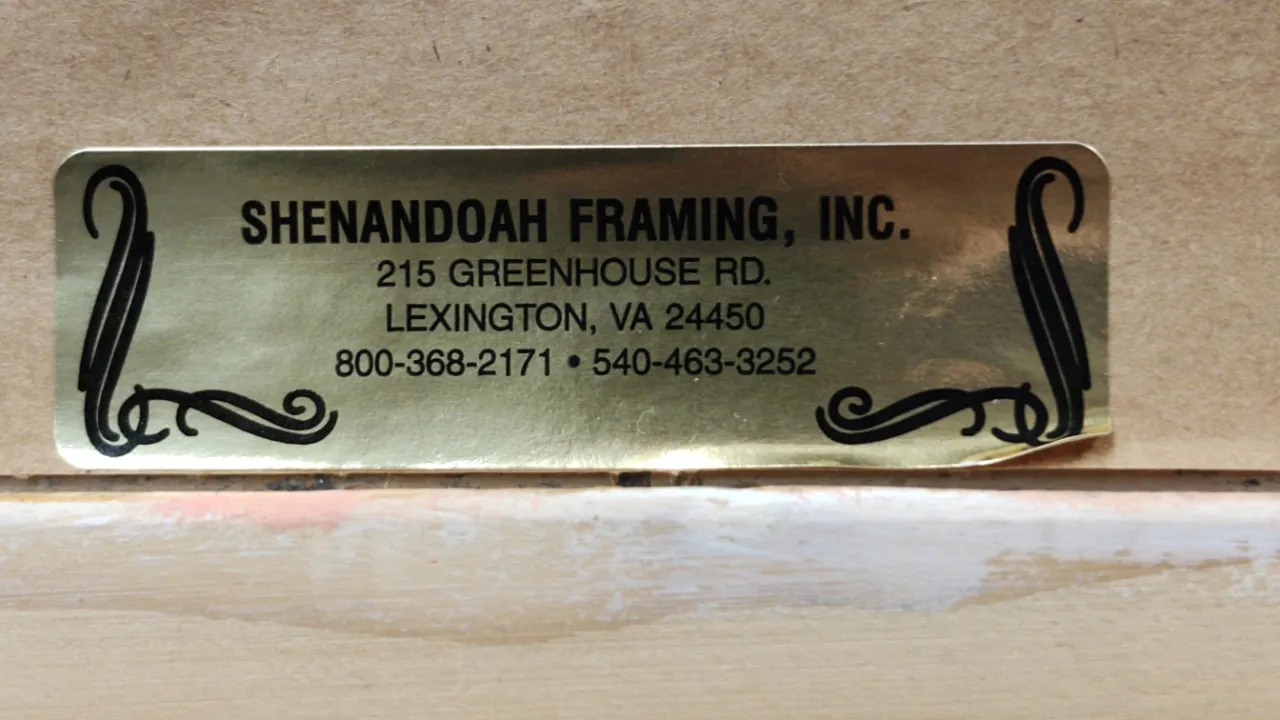 SHENANDOAH FRAMING, INC.
215 GREENHOUSE RD.
LEXINGTON, VA 24450
800-368-2171 • 540-463-3252